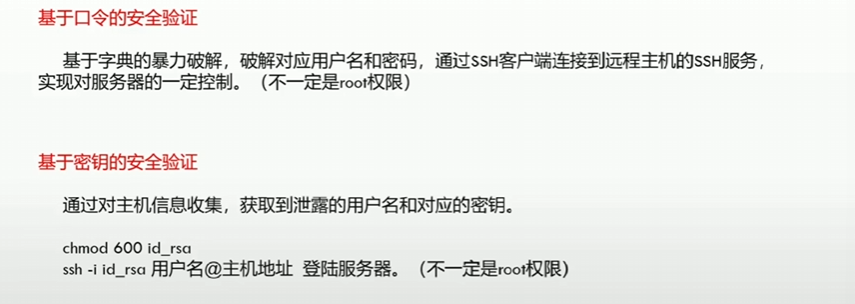 基于口令的安全验证
基于字典的暴力破解，破解对应用户名和密码，通过SSH客户端连接到远程主机的SSH服务，
实现对服务器的一定控制。（不一定是root权限）
基于密钥的安全验证
通过对主机信息收集，获取到泄露的用户名和对应的密钥。
chmod 600 id_rsa
ssh -i id_rsa 用户名@主机地址 登陆服务器。（不一定是root权限）